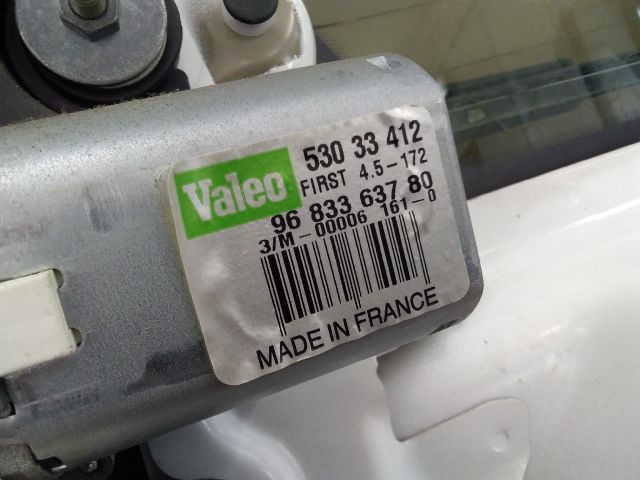 Valeo
530 33 412
FIRST 4.5-172
96 833 637 80
3/M-00006 161-0
MADE IN FRANCE